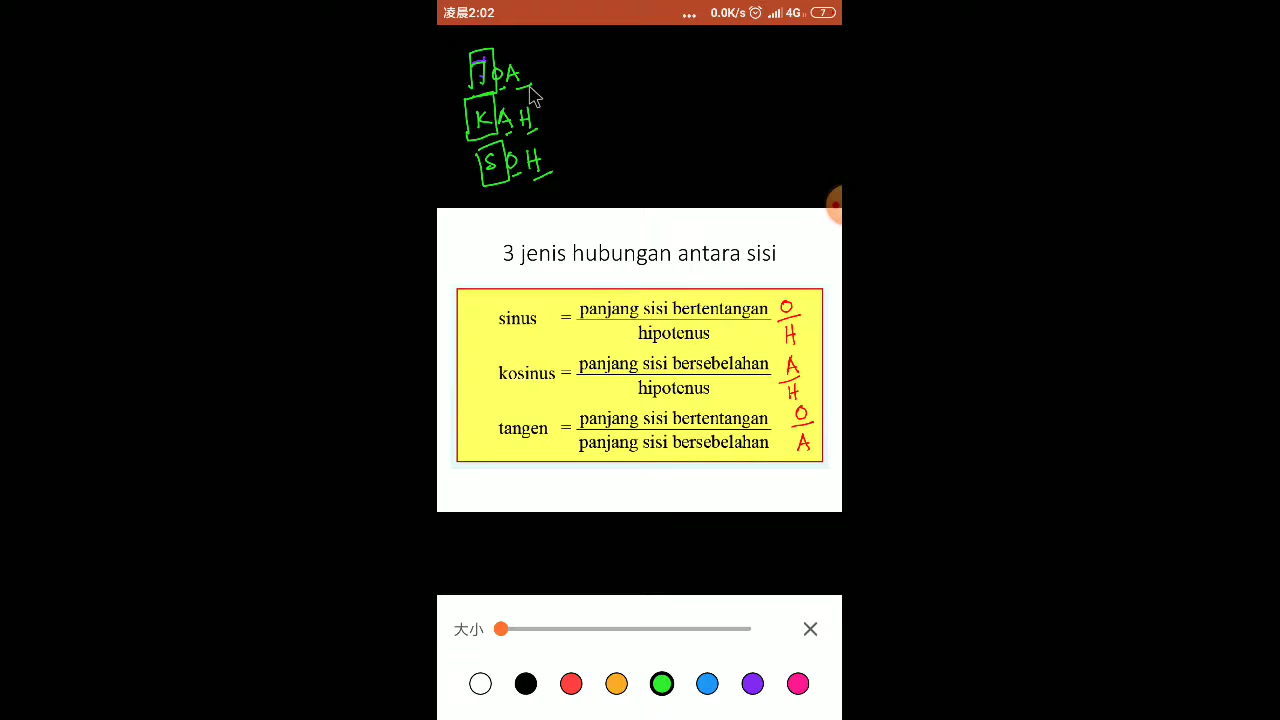 凌晨2:02 ... 0.0K/s 4G 7
TOA
KAH
SOH
3 jenis hubungan antara sisi
sinus = panjang sisi bertentangan O
hipotenus H
kosinus = panjang sisi bersebelahan A
hipotenus H
tangen = panjang sisi bertentangan O
panjang sisi bersebelahan A
大小